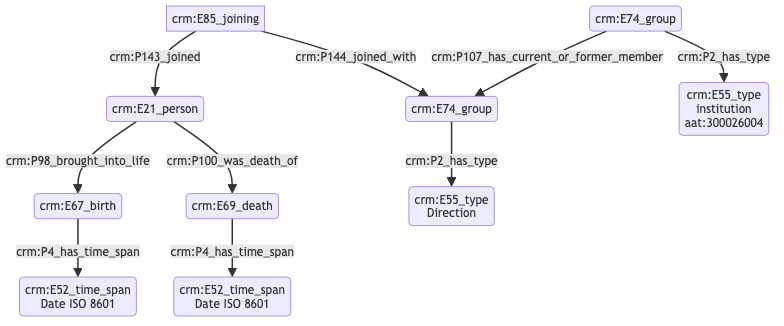 crm:E85_joining
crm:E74_group
crm:P143_joined
crm:P144_joined_with
crm:P107_has_current_or_former_member
crm:P2_has_type
crm:E21_person
crm:E74_group
crm:E55_type
institution
aat:300026004
crm:P98_brought_into_life
crm:P100_was_death_of
crm:P2_has_type
crm:E67_birth
crm:E69_death
crm:E55_type
Direction
crm:P4_has_time_span
crm:P4_has_time_span
crm:E52_time_span
Date ISO 8601
crm:E52_time_span
Date ISO 8601